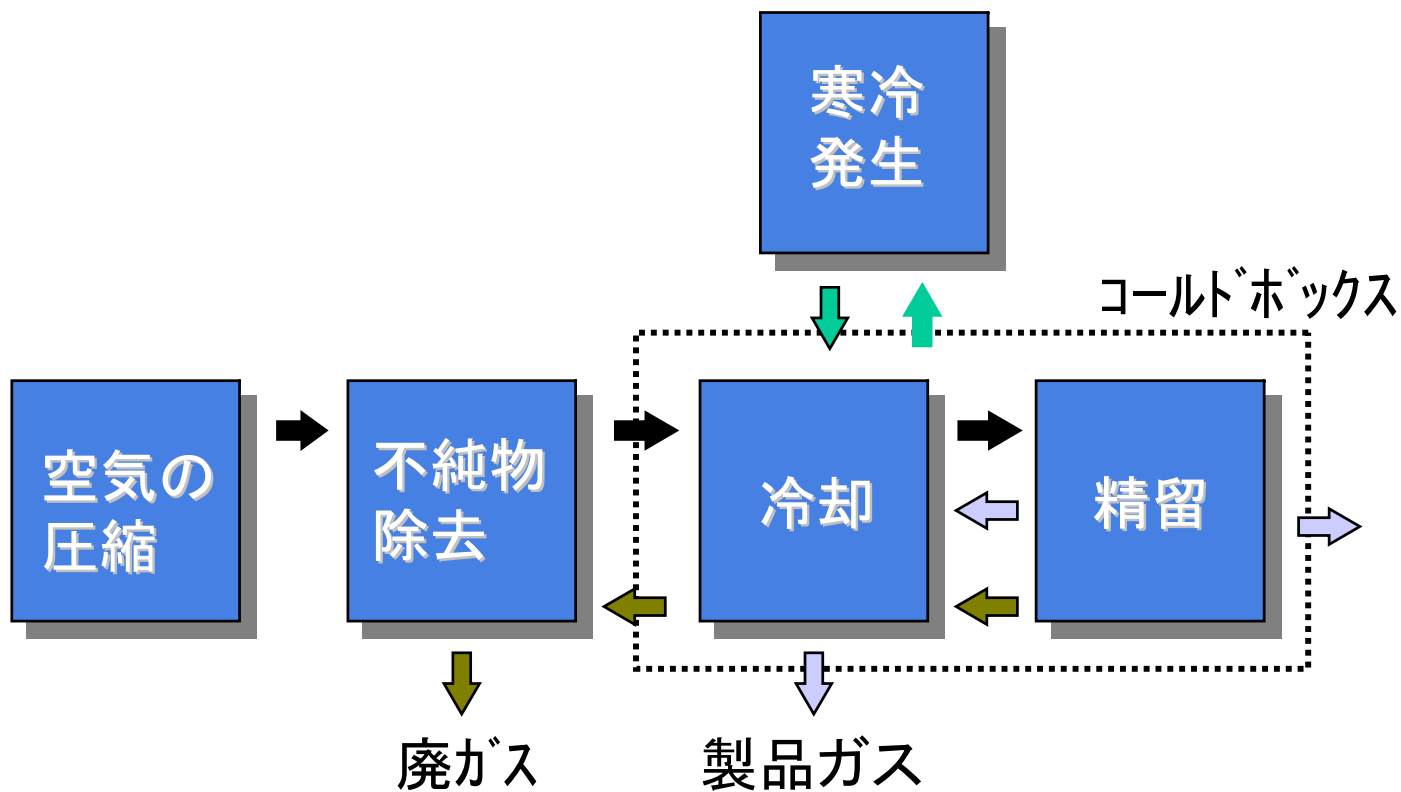 寒冷
発生
コールドボックス
空気の
圧縮
不純物
除去
冷却
精留
廃ガス
製品ガス